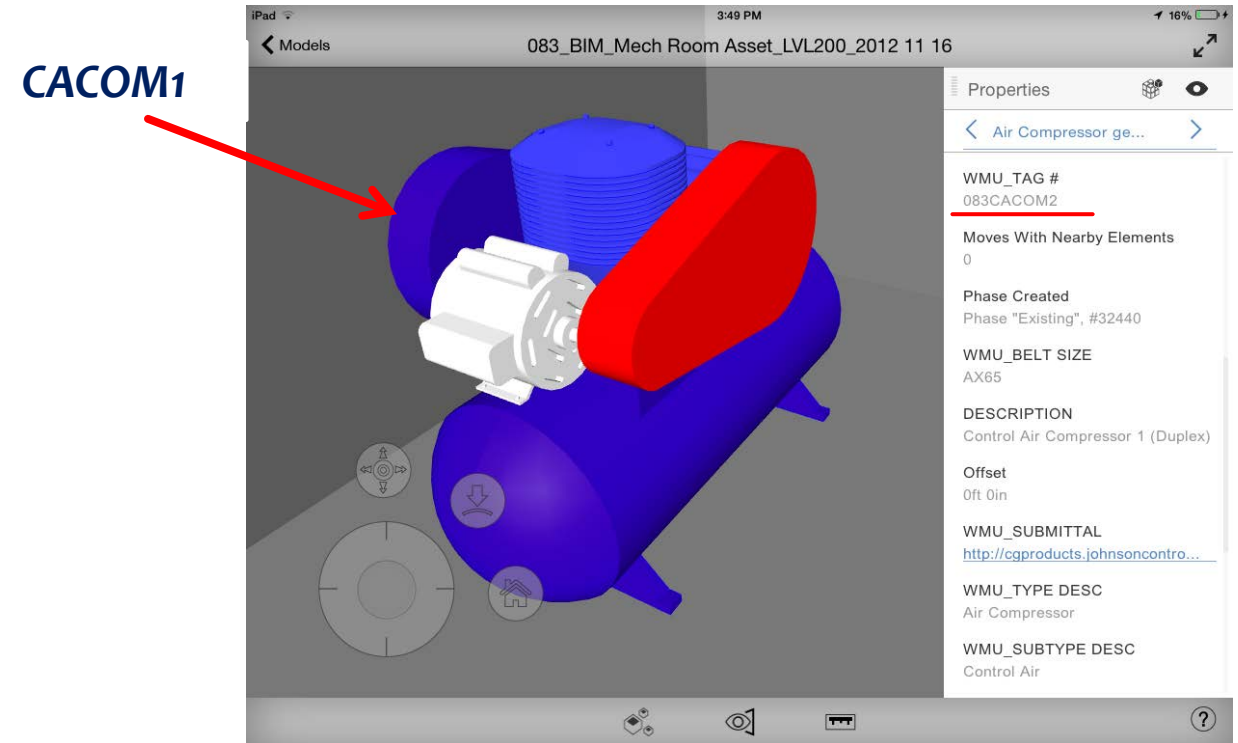 iPad 3:49 PM 16%
Models 083_BIM_Mech Room Asset_LVL200_2012 11 16
CACOM1
Properties
Air Compressor ge...
WMU_TAG #
083CACOM2
Moves With Nearby Elements
0
Phase Created
Phase "Existing", #32440
WMU_BELT SIZE
AX65
DESCRIPTION
Control Air Compressor 1 (Duplex)
Offset
0ft 0in
WMU_SUBMITTAL
http://cgproducts.johnsoncontro...
WMU_TYPE DESC
Air Compressor
WMU_SUBTYPE DESC
Control Air
?